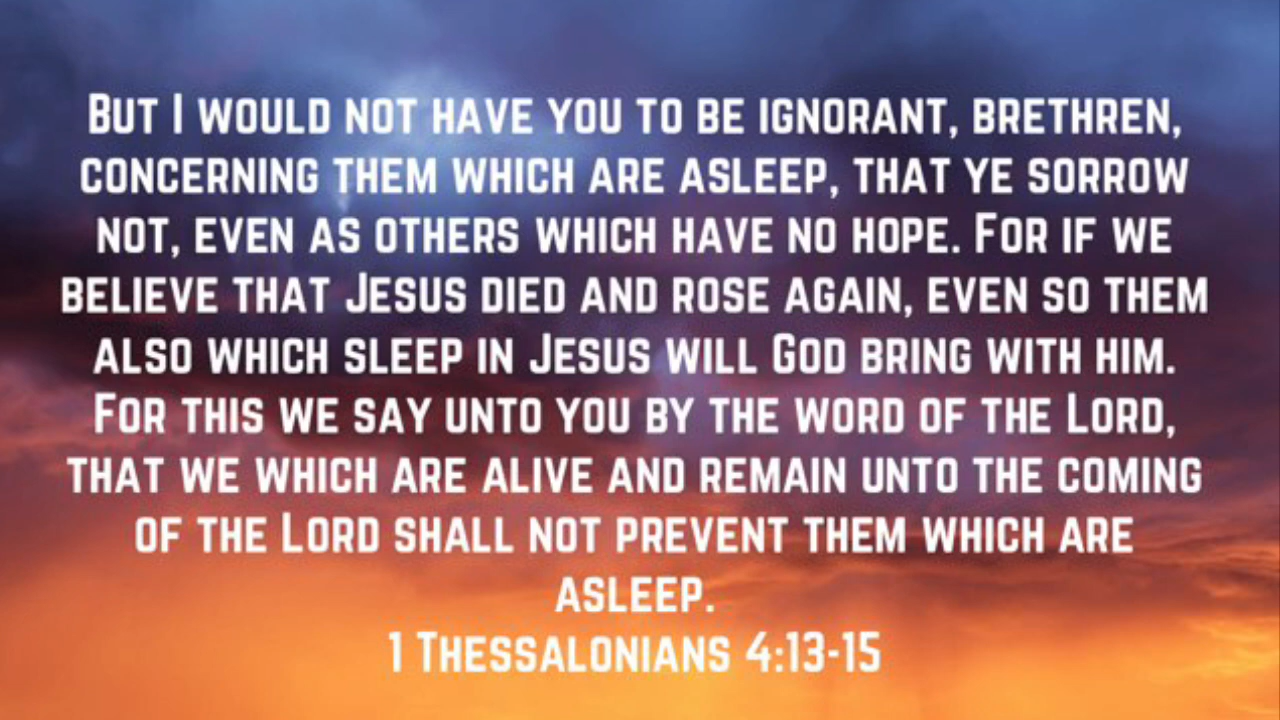 But I would not have you to be ignorant, brethren,
concerning them which are asleep, that ye sorrow
not, even as others which have no hope. For if we
believe that Jesus died and rose again, even so them
also which sleep in Jesus will God bring with him.
For this we say unto you by the word of the Lord,
that we which are alive and remain unto the coming
of the Lord shall not prevent them which are
asleep.
1 Thessalonians 4:13-15